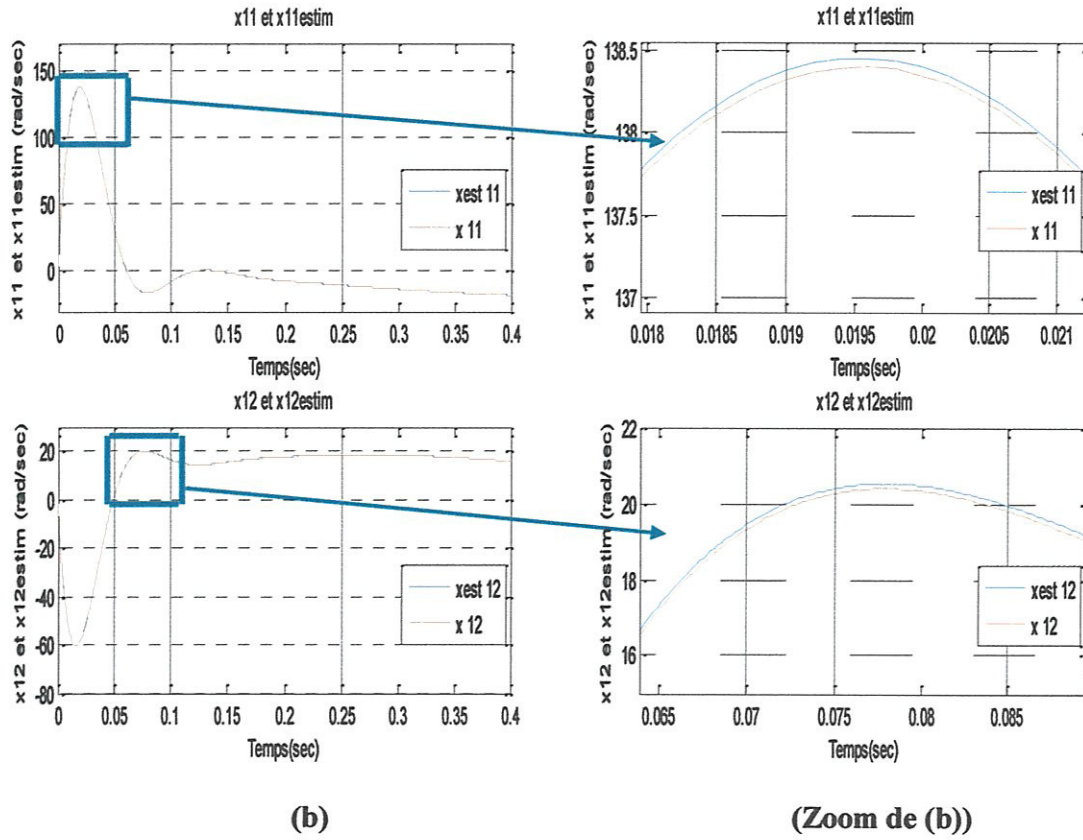 x11 et x11estim
x11 et x11estim (rad/sec)
150
100
50
0
xest 11
x 11
0
0.05
0.1
0.15
0.2
0.25
0.3
0.35
0.4
Temps(sec)
x11 et x11estim
x11 et x11estim (rad/sec)
138.5
138
137.5
137
xest 11
x 11
0.018
0.0185
0.019
0.0195
0.02
0.0205
0.021
Temps(sec)
x12 et x12estim
x12 et x12estim (rad/sec)
20
0
-20
-40
-60
-80
xest 12
x 12
0
0.05
0.1
0.15
0.2
0.25
0.3
0.35
0.4
Temps(sec)
x12 et x12estim
x12 et x12estim (rad/sec)
22
20
18
16
xest 12
x 12
0.065
0.07
0.075
0.08
0.085
Temps(sec)
(b)
(Zoom de (b))